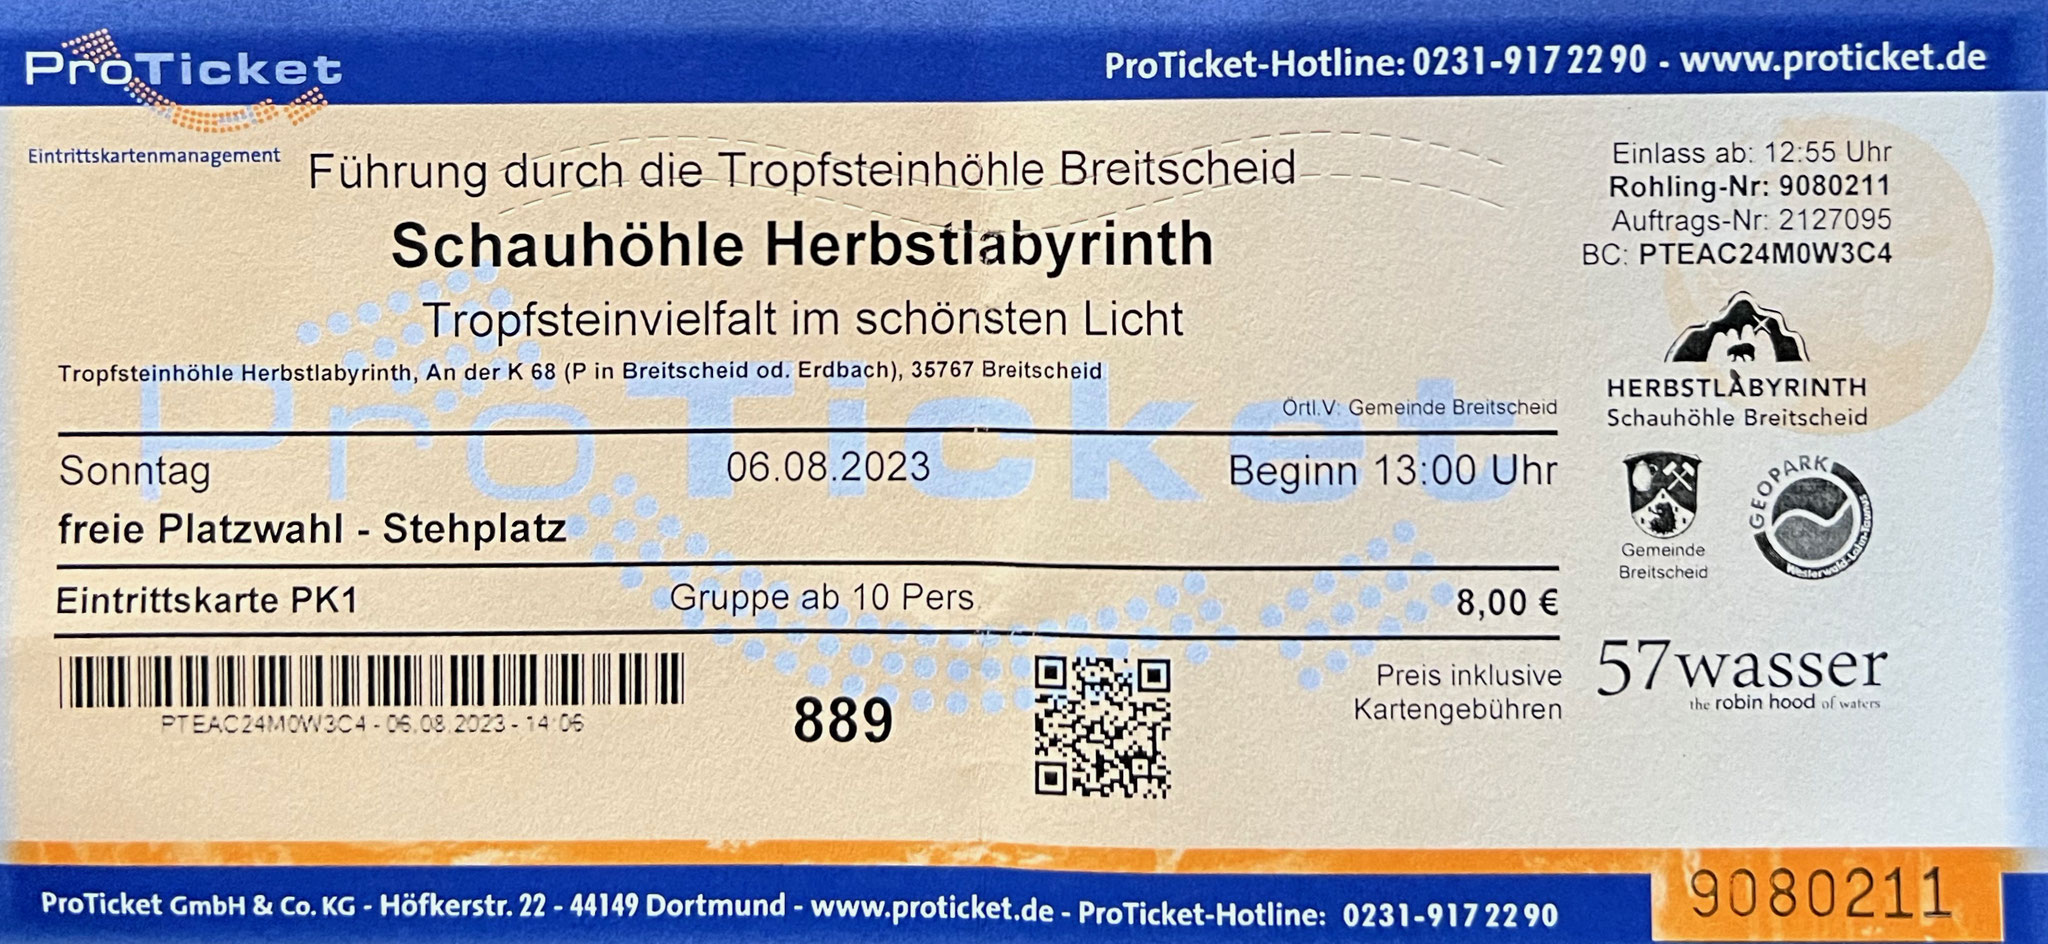 ProTicket
ProTicket-Hotline: 0231-917 22 90 - www.proticket.de
Eintrittskartenmanagement
Führung durch die Tropfsteinhöhle Breitscheid
Schauhöhle Herbstlabyrinth
Tropfsteinvielfalt im schönsten Licht
Tropfsteinhöhle Herbstlabyrinth, An der K 68 (P in Breitscheid od. Erdbach), 35767 Breitscheid
Örtl.V: Gemeinde Breitscheid
Sonntag 06.08.2023 Beginn 13:00 Uhr
freie Platzwahl - Stehplatz
Eintrittskarte PK1 Gruppe ab 10 Pers. 8,00 €
PTEAC24M0W3C4 - 06.08.2023 - 14:06
889
Preis inklusive
Kartengebühren
Einlass ab: 12:55 Uhr
Rohling-Nr: 9080211
Auftrags-Nr: 2127095
BC: PTEAC24M0W3C4
HERBSTLABYRINTH
Schauhöhle Breitscheid
Gemeinde
Breitscheid
GEOPARK
Westerwald-Lahn-Taunus
57wasser
the robin hood of waters
ProTicket
ProTicket GmbH & Co. KG - Höfkerstr. 22 - 44149 Dortmund - www.proticket.de - ProTicket-Hotline: 0231-917 22 90
9080211